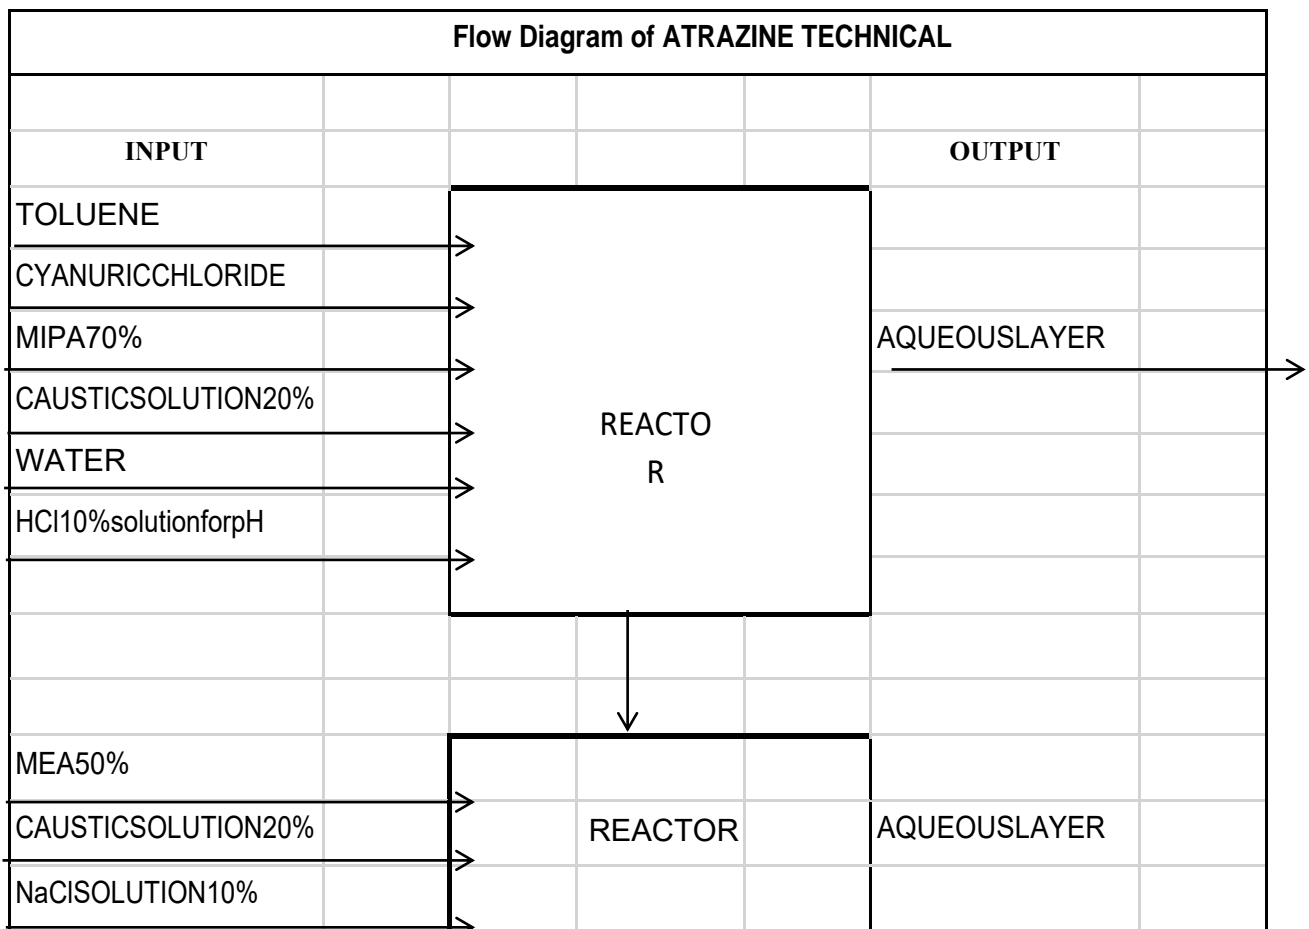 Flow Diagram of ATRAZINE TECHNICAL
INPUT
OUTPUT
TOLUENE
CYANURICCHLORIDE
MIPA70%
AQUEOUSLAYER
CAUSTICSOLUTION20%
REACTO
R
WATER
HCl10%solutionforpH
MEA50%
CAUSTICSOLUTION20%
REACTOR
AQUEOUSLAYER
NaClSOLUTION10%